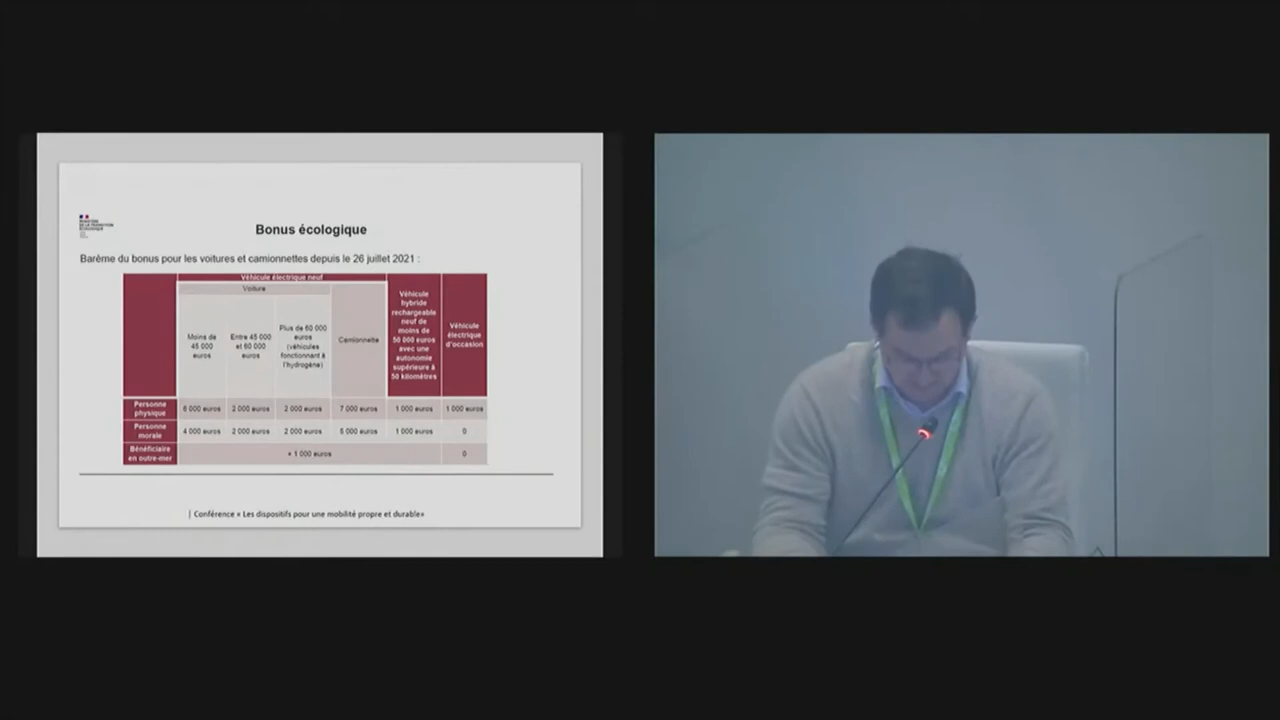 MINISTÈRE
DE LA TRANSITION
ÉCOLOGIQUE
Bonus écologique
Barème du bonus pour les voitures et camionnettes depuis le 26 juillet 2021 :
Véhicule électrique neuf
Voiture
Moins de
45 000
euros
Entre 45 000
et 60 000
euros
Plus de 60 000
euros
(véhicules
fonctionnant à
l'hydrogène)
Camionnette
Véhicule
hybride
rechargeable
neuf de
moins de
50 000 euros
avec une
autonomie
supérieure à
50 kilomètres
Véhicule
électrique
d'occasion
Personne
physique
6 000 euros
2 000 euros
2 000 euros
7 000 euros
1 000 euros
1 000 euros
Personne
morale
4 000 euros
2 000 euros
2 000 euros
5 000 euros
1 000 euros
0
Bénéficiaire
en outre-mer
+ 1 000 euros
0
| Conférence « Les dispositifs pour une mobilité propre et durable»